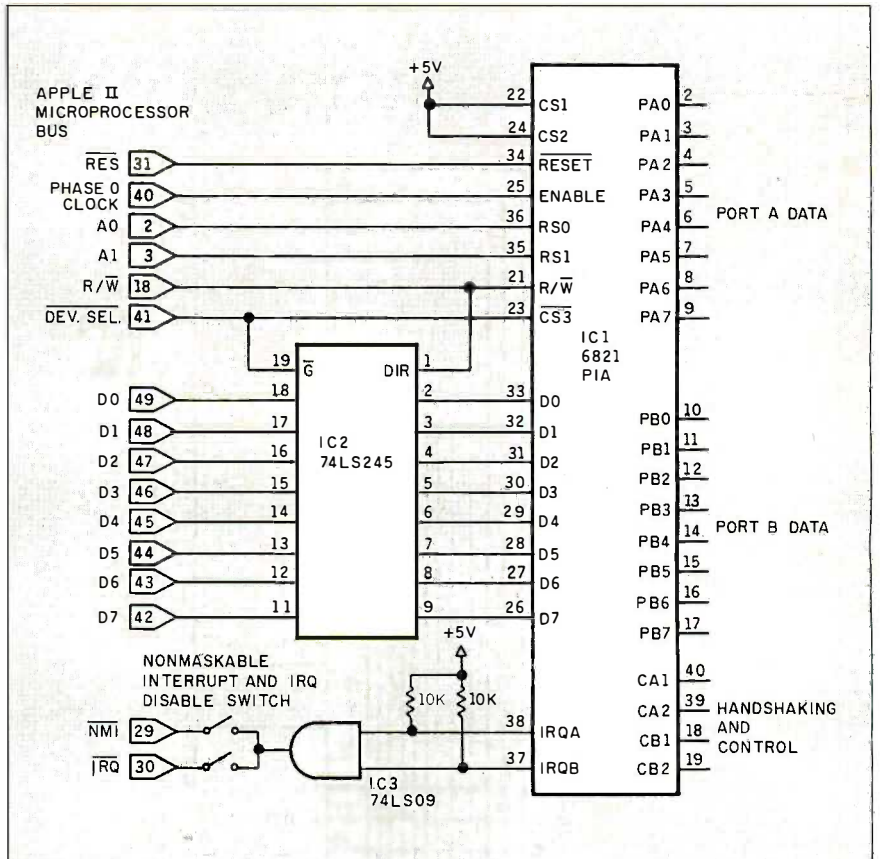 APPLE II
MICROPROCESSOR
BUS
RES 31
PHASE 0
CLOCK 40
A0 2
A1 3
R/W 18
DEV. SEL. 41
+5V
22 CS1
24 CS2
34 RESET
25 ENABLE
36 RS0
35 RS1
21 R/W
23 CS3
IC1
6821
PIA
PA0 2
PA1 3
PA2 4
PA3 5
PA4 6
PA5 7
PA6 8
PA7 9
PORT A DATA
19 G DIR 1
IC2
74LS245
D0 49 18 2 33 D0
D1 48 17 3 32 D1
D2 47 16 4 31 D2
D3 46 15 5 30 D3
D4 45 14 6 29 D4
D5 44 13 7 28 D5
D6 43 12 8 27 D6
D7 42 11 9 26 D7
PB0 10
PB1 11
PB2 12
PB3 13
PB4 14
PB5 15
PB6 16
PB7 17
PORT B DATA
+5V
10K 10K
NONMASKABLE
INTERRUPT AND IRQ
DISABLE SWITCH
NMI 29
IRQ 30
IC3
74LS09
38 IRQA
37 IRQB
CA1 40
CA2 39
CB1 18
CB2 19
HANDSHAKING
AND
CONTROL